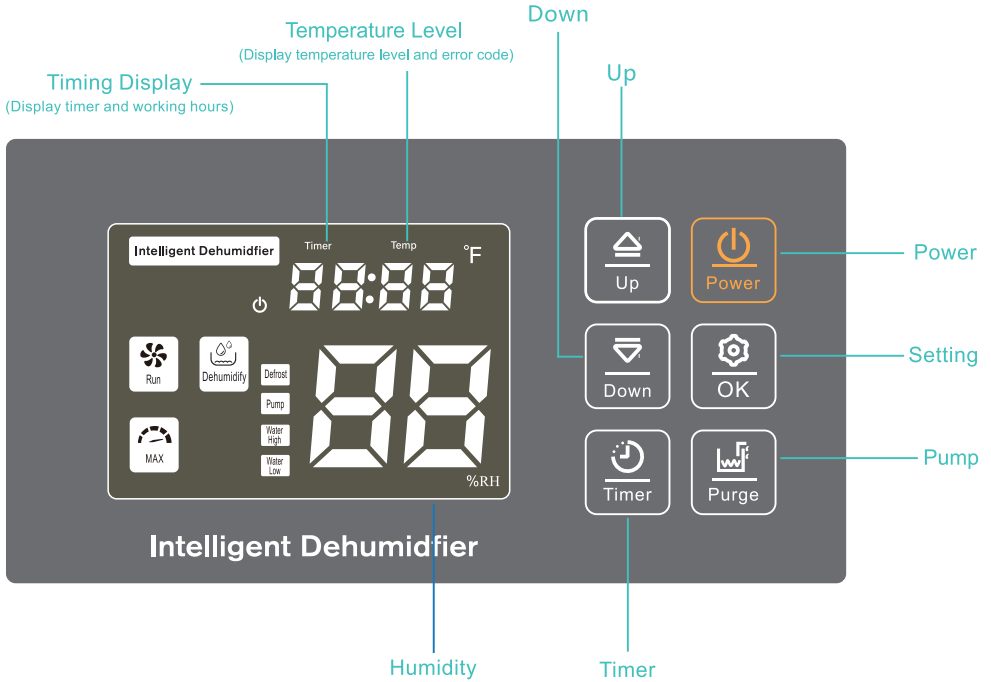 Down
Temperature Level
(Display temperature level and error code)
Up
Timing Display
(Display timer and working hours)
Intelligent Dehumidfier
Timer
Temp
°F
88:88
Run
Dehumidify
Defrost
Pump
Water
High
Water
Low
MAX
88
%RH
Intelligent Dehumidfier
Up
Power
Power
Down
OK
Setting
Timer
Purge
Pump
Humidity
Timer